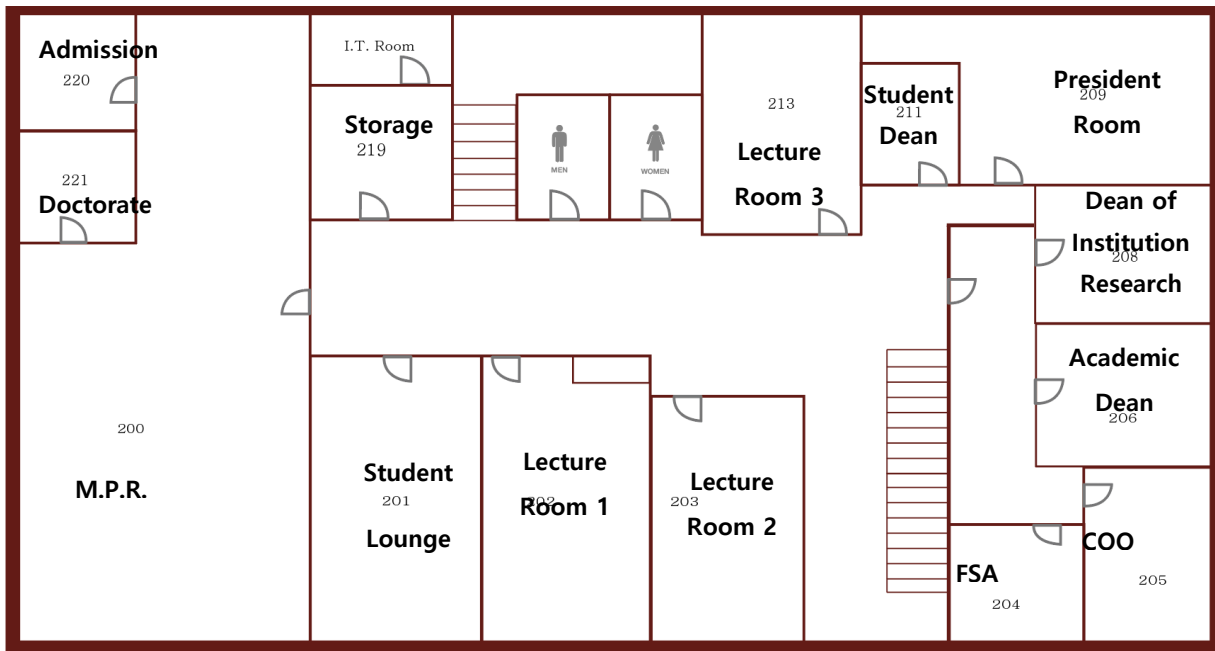 Admission
220
221
Doctorate
I.T. Room
Storage
219
MEN
WOMEN
213
Lecture
Room 3
Student
211
Dean
President
209
Room
Dean of
Institution
208
Research
Academic
Dean
206
200
M.P.R.
Student
201
Lounge
Lecture
202
Room 1
Lecture
203
Room 2
FSA
204
COO
205